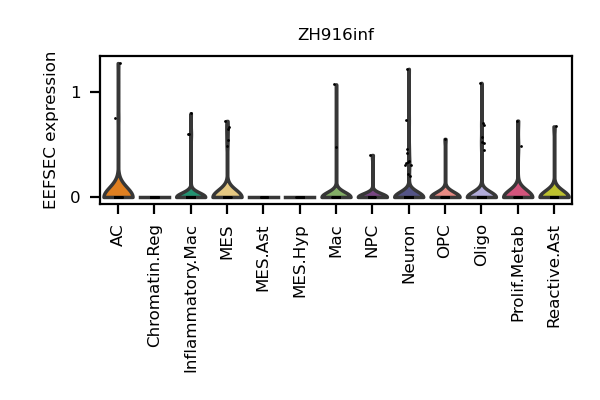 ZH916inf
EEFSEC expression
1
0
AC
Chromatin.Reg
Inflammatory.Mac
MES
MES.Ast
MES.Hyp
Mac
NPC
Neuron
OPC
Oligo
Prolif.Metab
Reactive.Ast